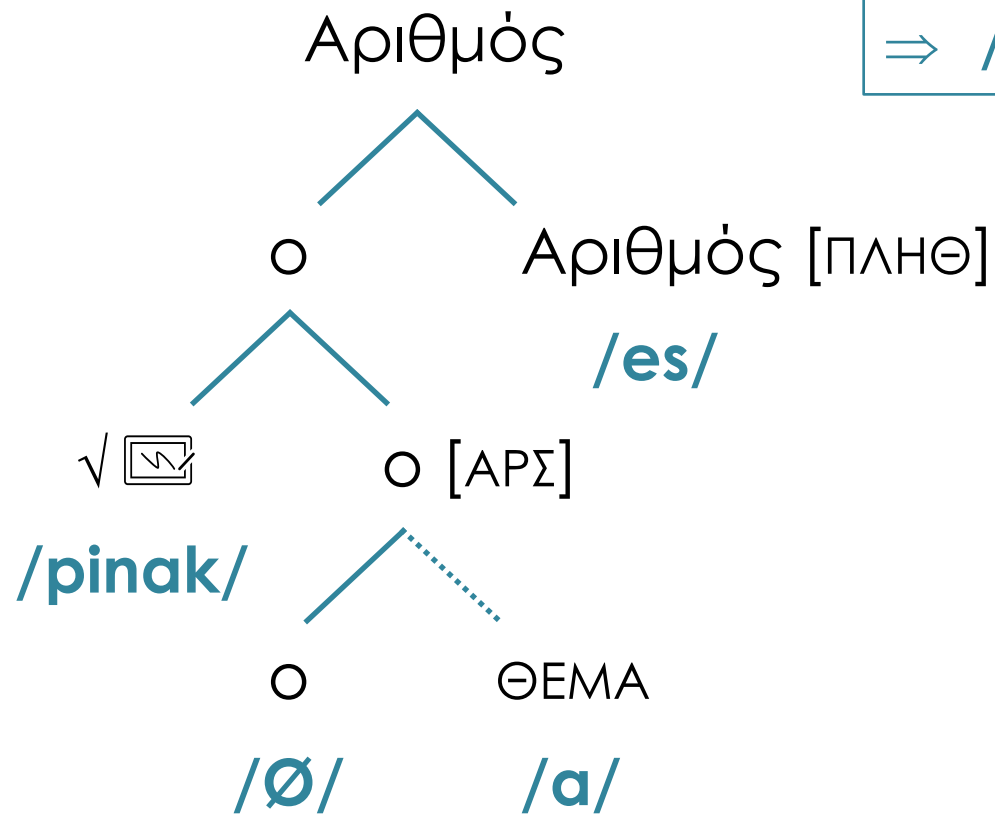 Αριθμός
⇒ /
ο Αριθμός [ΠΛΗΘ]
/es/
√ ο [ΑΡΣ]
/pinak/
ο ΘΕΜΑ
/Ø/ /a/